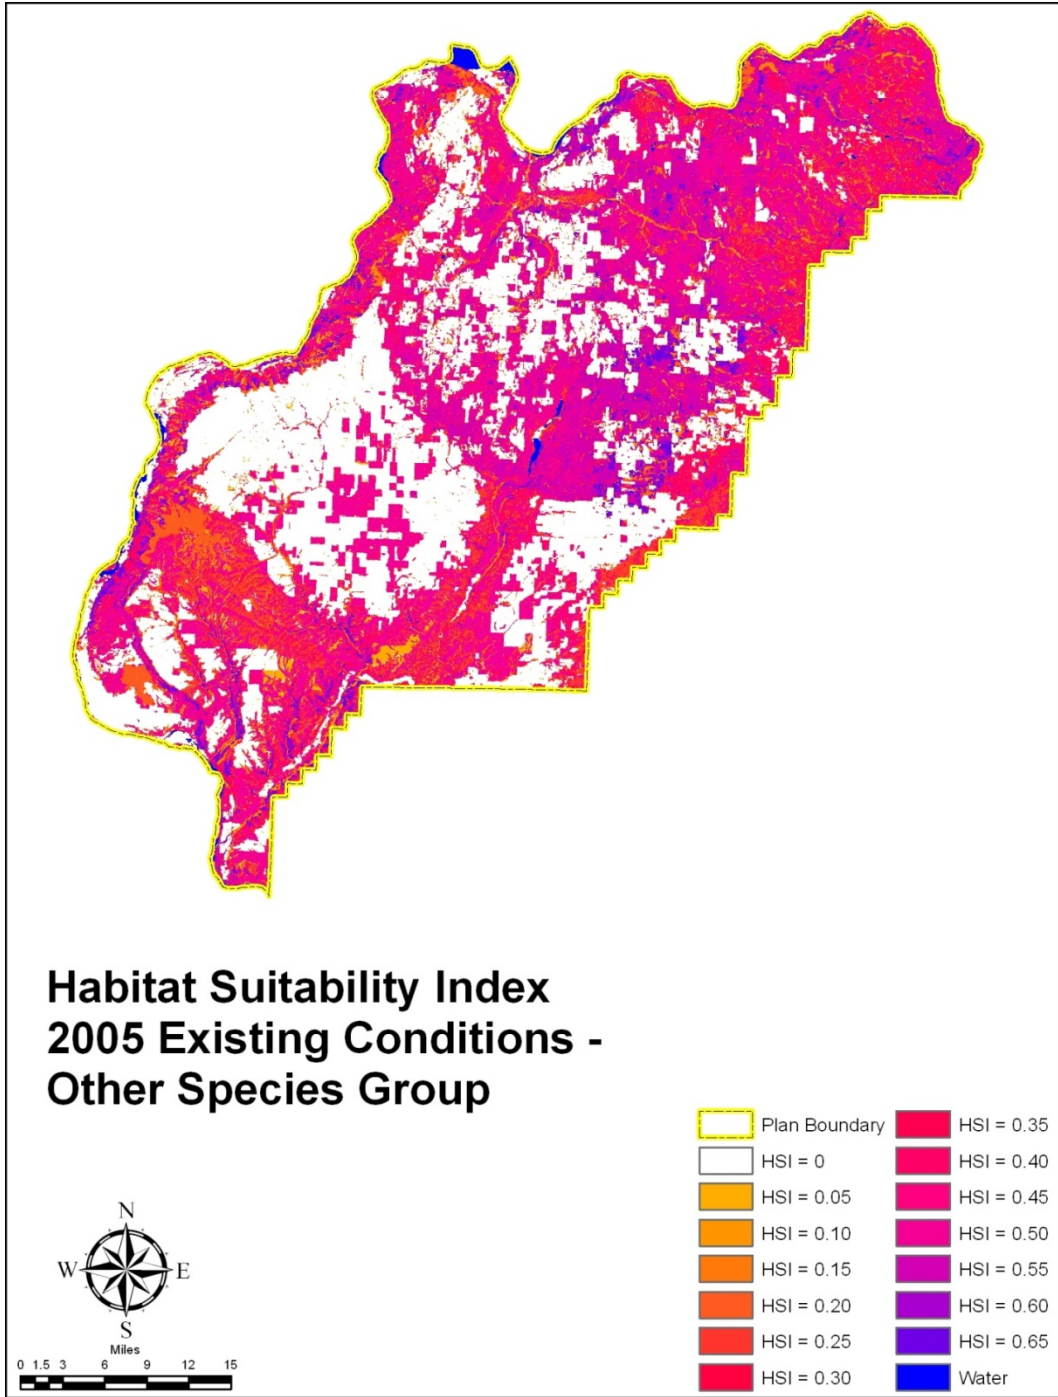 Habitat Suitability Index
2005 Existing Conditions -
Other Species Group
Plan Boundary
HSI = 0
HSI = 0.05
HSI = 0.10
HSI = 0.15
HSI = 0.20
HSI = 0.25
HSI = 0.30
HSI = 0.35
HSI = 0.40
HSI = 0.45
HSI = 0.50
HSI = 0.55
HSI = 0.60
HSI = 0.65
Water
N
W E
S
Miles
0 1.5 3 6 9 12 15